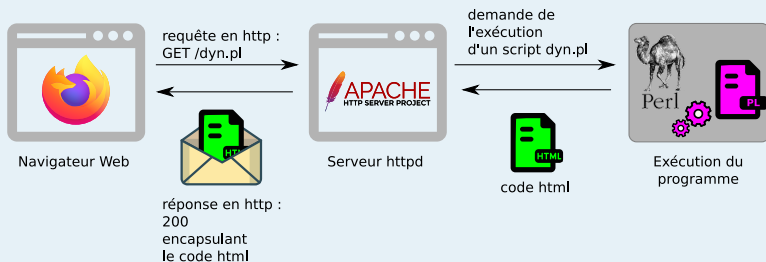 requête en http :
GET /dyn.pl
demande de
l'exécution
d'un script dyn.pl
APACHE
HTTP SERVER PROJECT
Perl
PL
HTML
HTML
Navigateur Web
Serveur httpd
code html
Exécution du
programme
réponse en http :
200
encapsulant
le code html